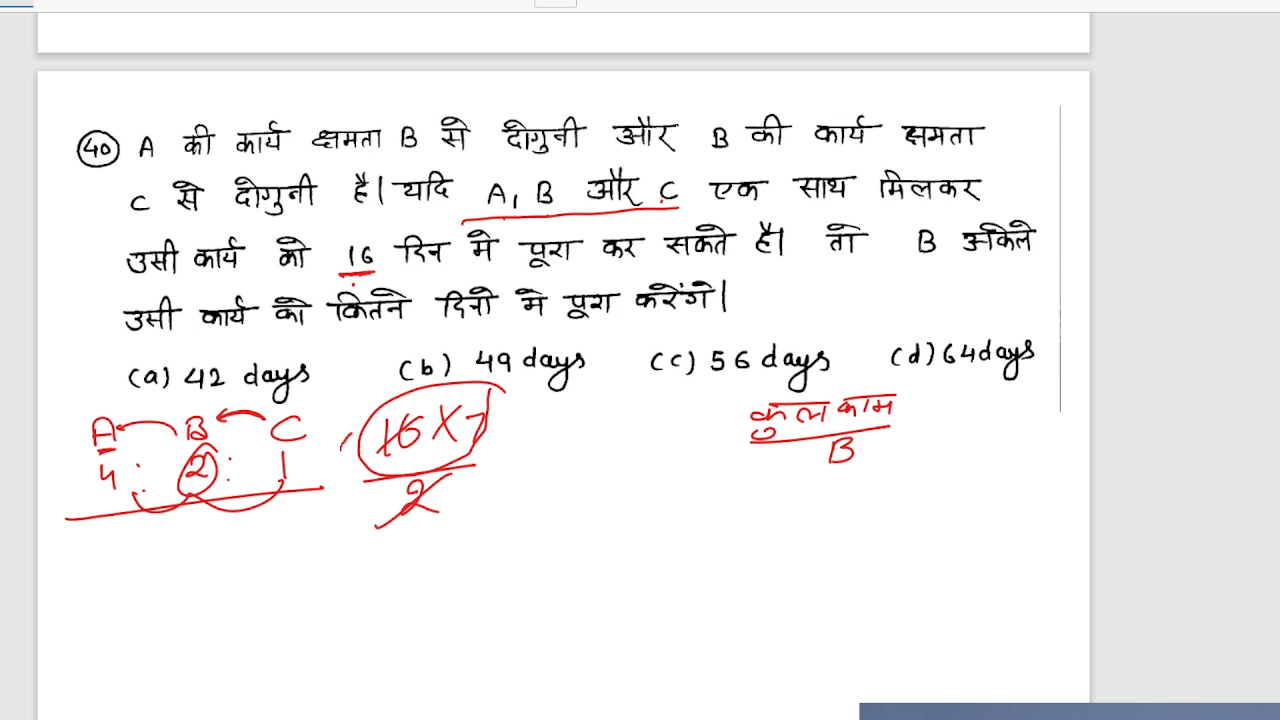 40 A की कार्य क्षमता B से दोगुनी और B की कार्य क्षमता
C से दोगुनी है। यदि A, B और C एक साथ मिलकर
उसी कार्य को 16 दिन मे पूरा कर सकते है। तो B अकिले
उसी कार्य को कितने दिनो मे पूरा करेंगे।
(a) 42 days (b) 49 days (c) 56 days (d) 64 days
A B C
4 : 2 : 1
16 X 7
2
कुल काम
B